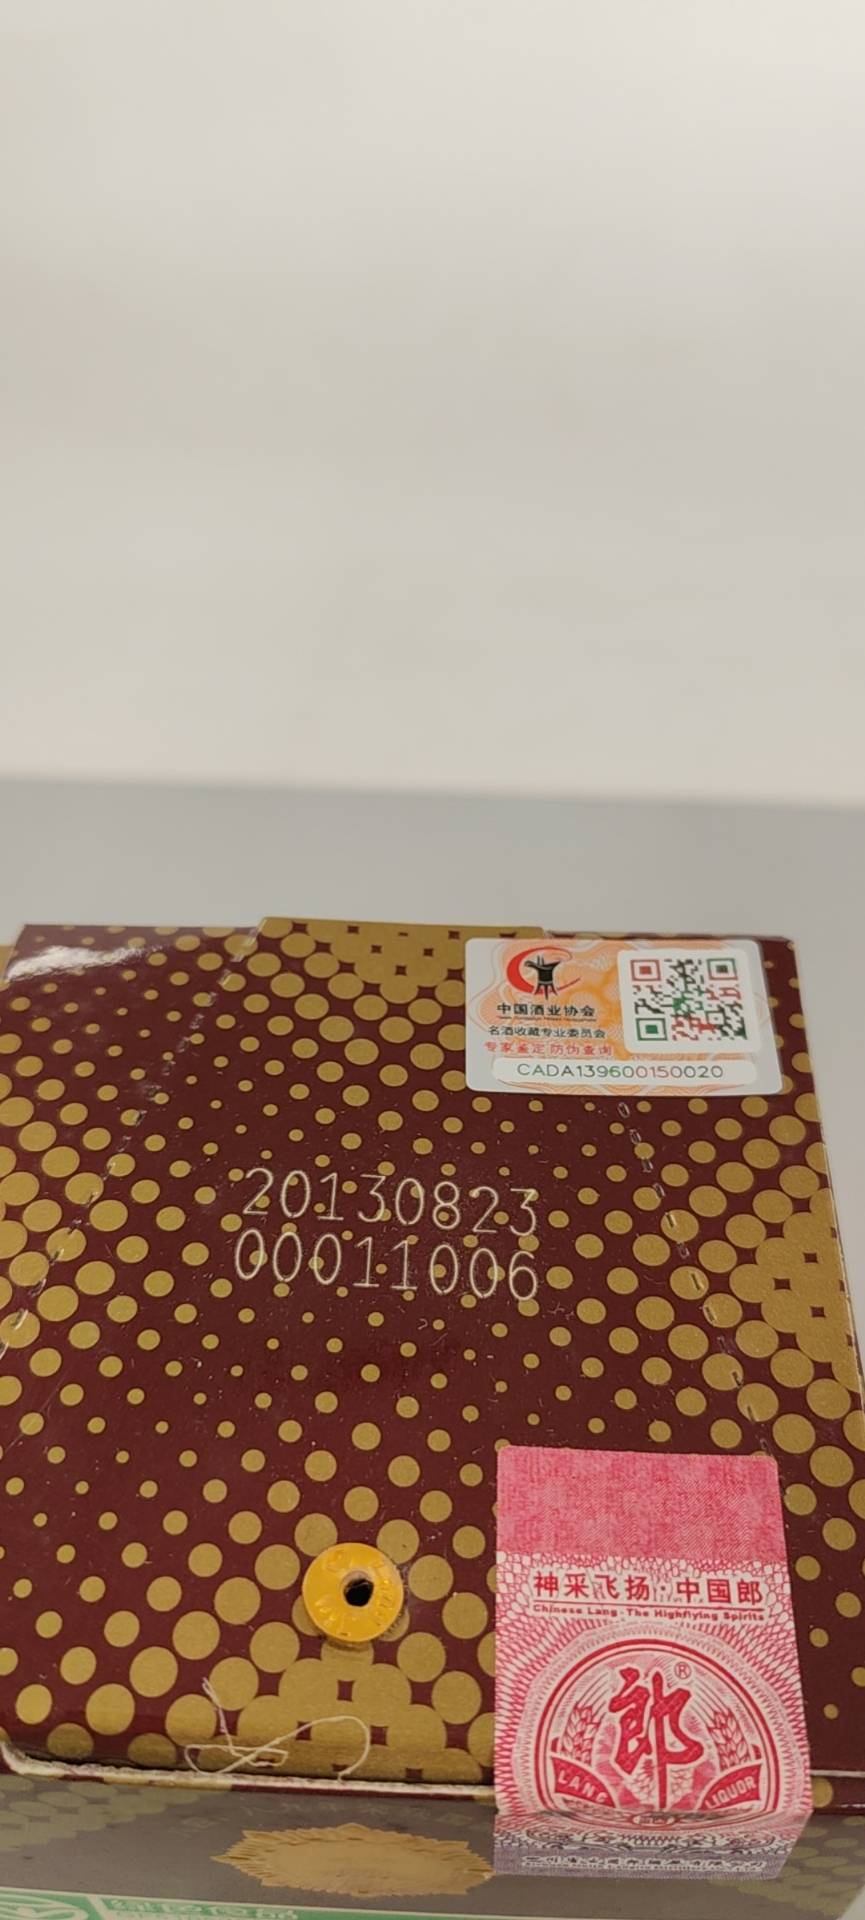 中国酒业协会
名酒收藏专业委员会
专家鉴定 防伪查询
CADA139600150020
20130823
00011006
神采飞扬·中国郎
Chinese Lang·The Highflying Spirits
郎®
LANG LIQUOR